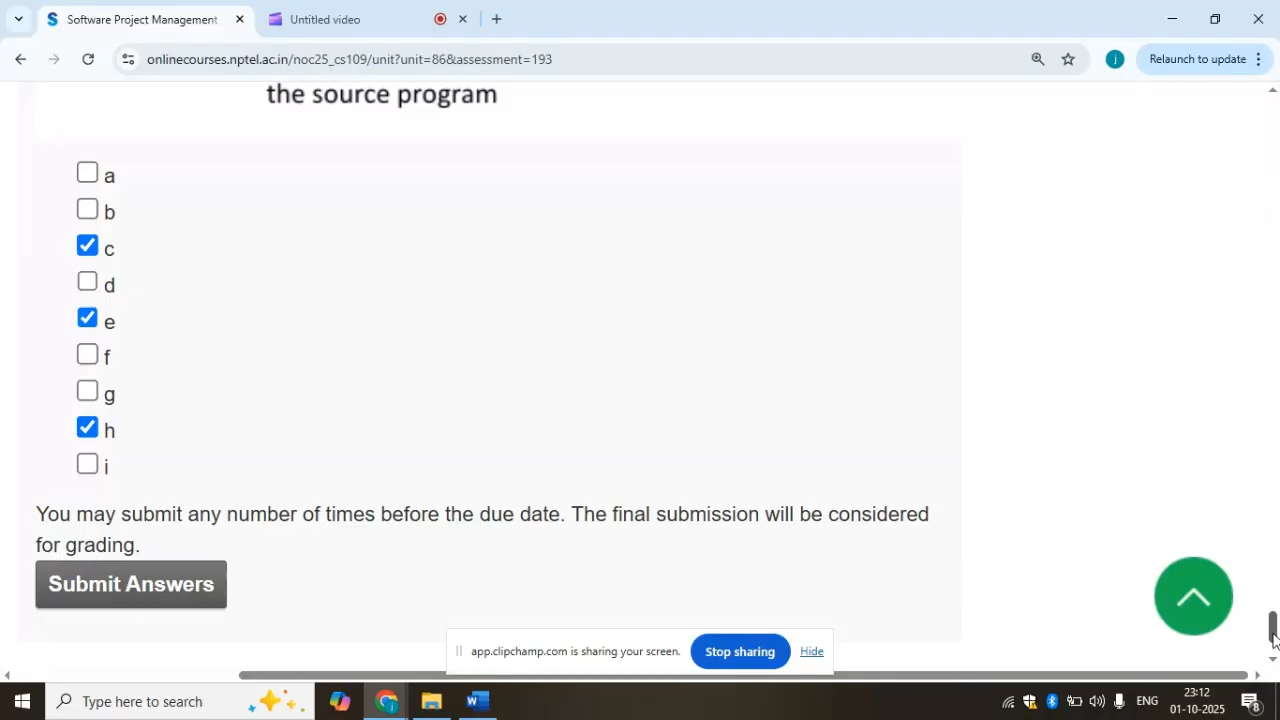 Software Project Management
Untitled video
onlinecourses.nptel.ac.in/noc25_cs109/unit?unit=86&assessment=193
j
Relaunch to update
the source program
a
b
c
d
e
f
g
h
i
You may submit any number of times before the due date. The final submission will be considered
for grading.
Submit Answers
app.clipchamp.com is sharing your screen.
Stop sharing
Hide
Type here to search
W
ENG
23:12
01-10-2025
8